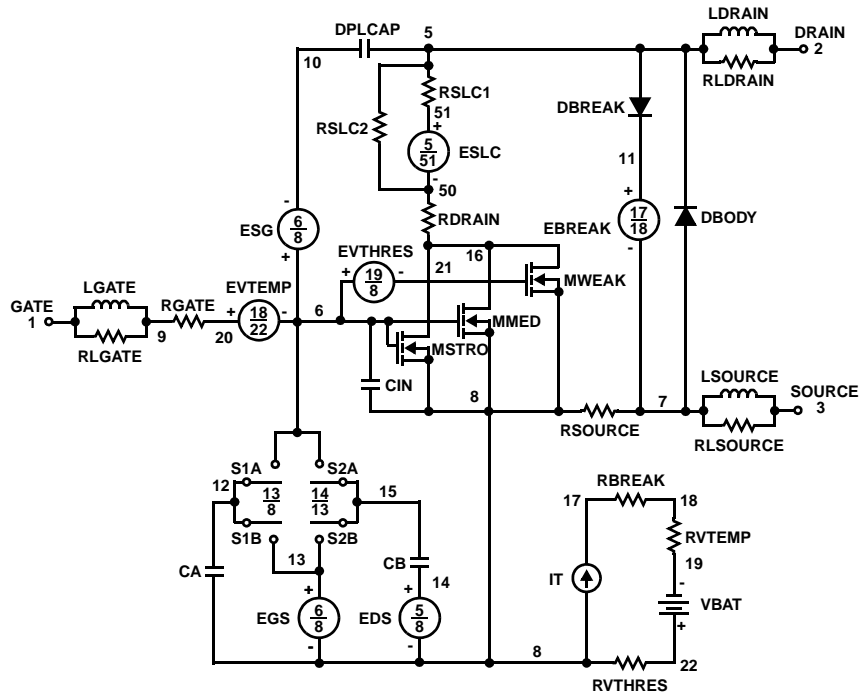 LDRAIN
DPLCAP 5 DRAIN
10 2
RLDRAIN
RSLC1
51
DBREAK
RSLC2
+
5
51
ESLC
11
-
50
-
+
6
8
ESG
RDRAIN
17
18
EBREAK
DBODY
+
EVTHRES
16
-
+
19
8
-
21
MWEAK
LGATE
EVTEMP
GATE
1
RGATE
+
18
22
-
6
MMED
9
20
MSTRO
RLGATE
LSOURCE
CIN
8
7
SOURCE
3
RSOURCE
RLSOURCE
S1A
S2A
12
13
8
14
13
15
RBREAK
17
18
S1B
S2B
RVTEMP
13
CB
19
CA
IT
-
+
+
14
VBAT
6
8
EGS
5
8
EDS
+
-
-
8
22
RVTHRES